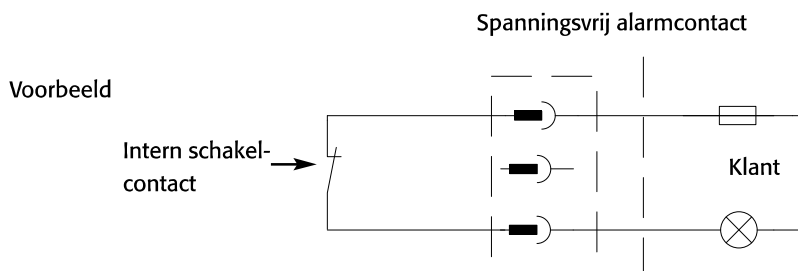 Spanningsvrij alarmcontact
Voorbeeld
Intern schakel-
contact
Klant